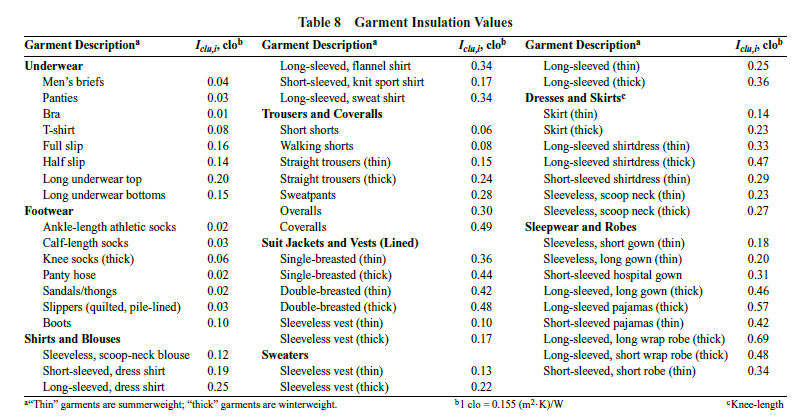 Table 8 Garment Insulation Values
Garment Descriptionᵃ I_clu,i, cloᵇ Garment Descriptionᵃ I_clu,i, cloᵇ Garment Descriptionᵃ I_clu,i, cloᵇ
Underwear Long-sleeved, flannel shirt 0.34 Long-sleeved (thin) 0.25
Men's briefs 0.04 Short-sleeved, knit sport shirt 0.17 Long-sleeved (thick) 0.36
Panties 0.03 Long-sleeved, sweat shirt 0.34 Dresses and Skirtsᶜ
Bra 0.01 Trousers and Coveralls Skirt (thin) 0.14
T-shirt 0.08 Short shorts 0.06 Skirt (thick) 0.23
Full slip 0.16 Walking shorts 0.08 Long-sleeved shirtdress (thin) 0.33
Half slip 0.14 Straight trousers (thin) 0.15 Long-sleeved shirtdress (thick) 0.47
Long underwear top 0.20 Straight trousers (thick) 0.24 Short-sleeved shirtdress (thin) 0.29
Long underwear bottoms 0.15 Sweatpants 0.28 Sleeveless, scoop neck (thin) 0.23
Footwear Overalls 0.30 Sleeveless, scoop neck (thick) 0.27
Ankle-length athletic socks 0.02 Coveralls 0.49 Sleepwear and Robes
Calf-length socks 0.03 Suit Jackets and Vests (Lined) Sleeveless, short gown (thin) 0.18
Knee socks (thick) 0.06 Single-breasted (thin) 0.36 Sleeveless, long gown (thin) 0.20
Panty hose 0.02 Single-breasted (thick) 0.44 Short-sleeved hospital gown 0.31
Sandals/thongs 0.02 Double-breasted (thin) 0.42 Long-sleeved, long gown (thick) 0.46
Slippers (quilted, pile-lined) 0.03 Double-breasted (thick) 0.48 Long-sleeved pajamas (thick) 0.57
Boots 0.10 Sleeveless vest (thin) 0.10 Short-sleeved pajamas (thin) 0.42
Shirts and Blouses Sleeveless vest (thick) 0.17 Long-sleeved, long wrap robe (thick) 0.69
Sleeveless, scoop-neck blouse 0.12 Sweaters Long-sleeved, short wrap robe (thick) 0.48
Short-sleeved, dress shirt 0.19 Sleeveless vest (thin) 0.13 Short-sleeved, short robe (thin) 0.34
Long-sleeved, dress shirt 0.25 Sleeveless vest (thick) 0.22
ᵃ"Thin" garments are summerweight; "thick" garments are winterweight. ᵇ1 clo = 0.155 (m²·K)/W ᶜKnee-length